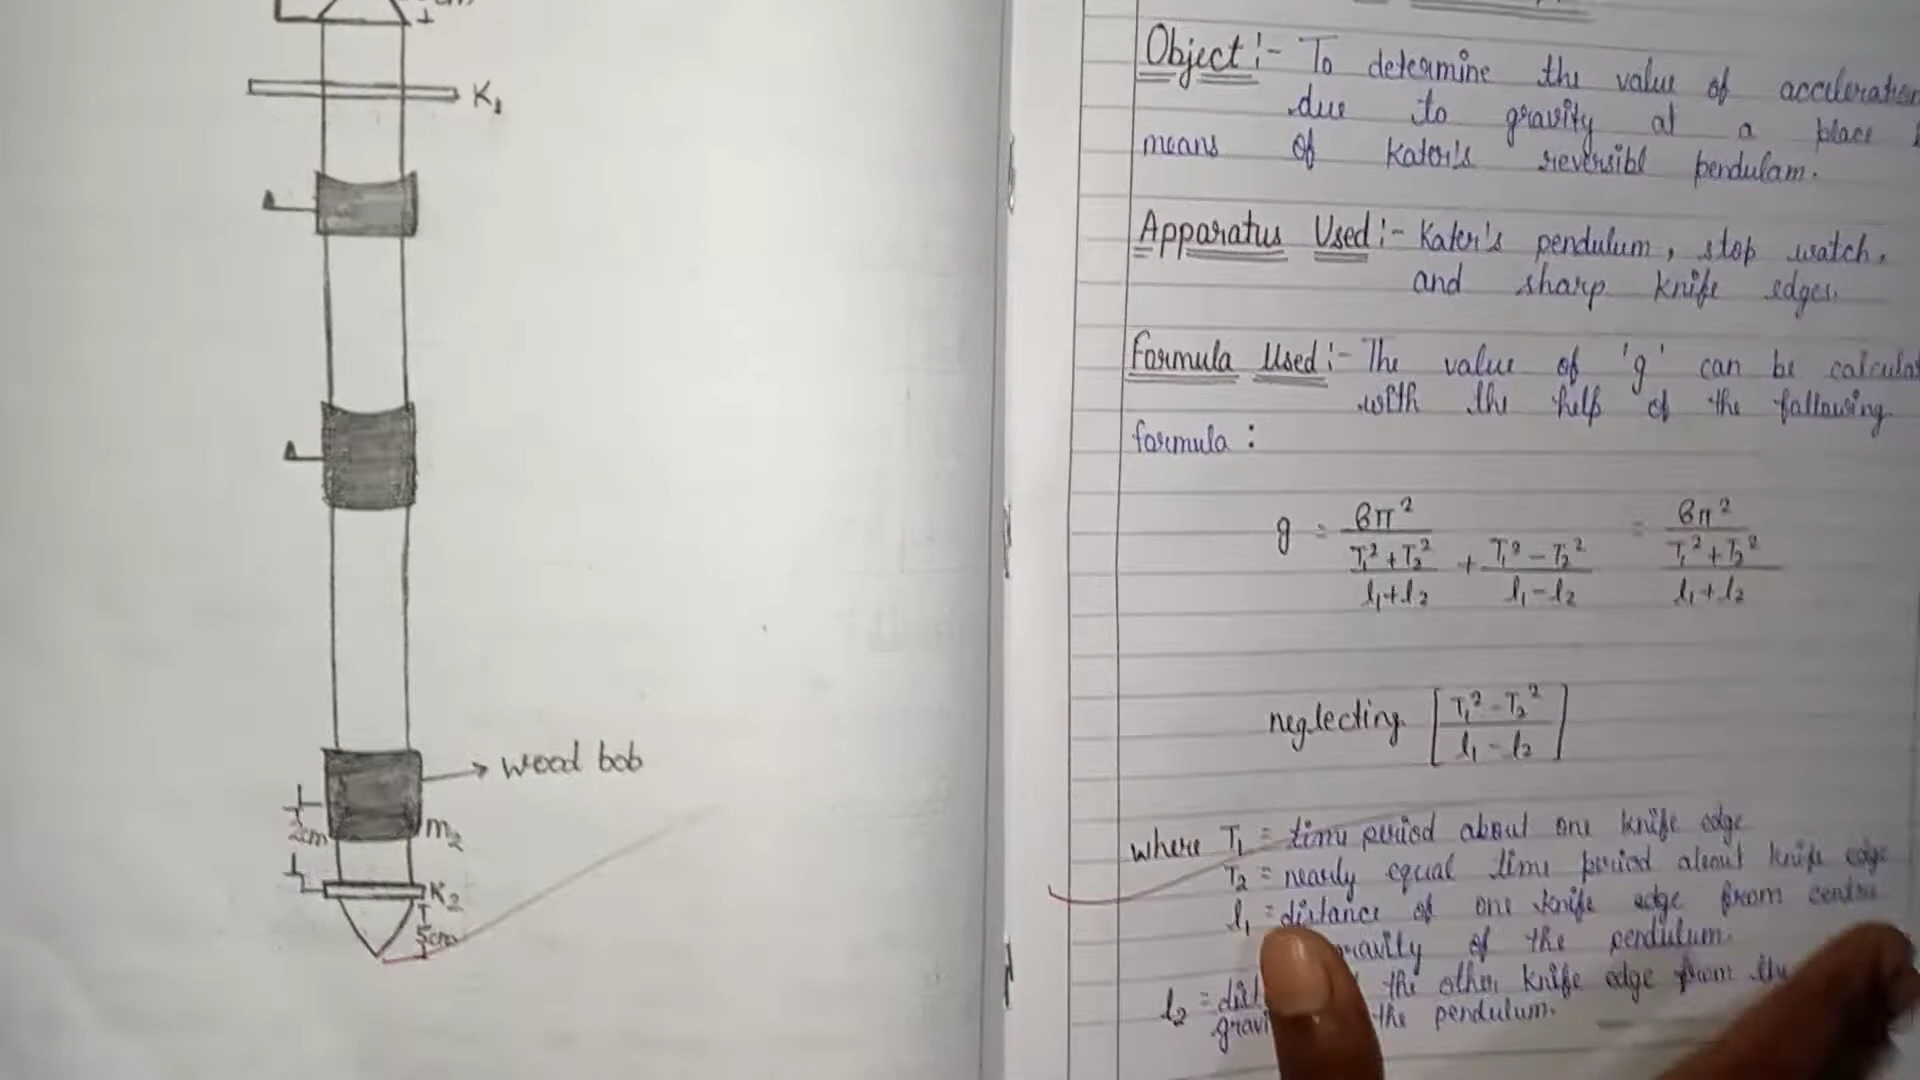 K₁
Wood bob
2cm
m₂
K₂
5cm
Object :- To determine the value of acceleration
due to gravity at a place
means of Kater's reversibl pendulam.
Apparatus Used :- Kater's pendulum, stop watch,
and sharp knife edges.
Formula Used :- The value of 'g' can be
with the help of the following
formula :
g = 8π² / ((T₁² + T₂²)/(l₁+l₂) + (T₁² - T₂²)/(l₁-l₂)) = 8π² / ((T₁² + T₂²)/(l₁+l₂))
neglecting [(T₁² - T₂²)/(l₁ - l₂)]
where T₁ = time period about one knife edge
T₂ = nearly equal time period about knife edge
l₁ = distance of one knife edge from centre
of the pendulum.
l₂ = the other knife edge from the
the pendulum.